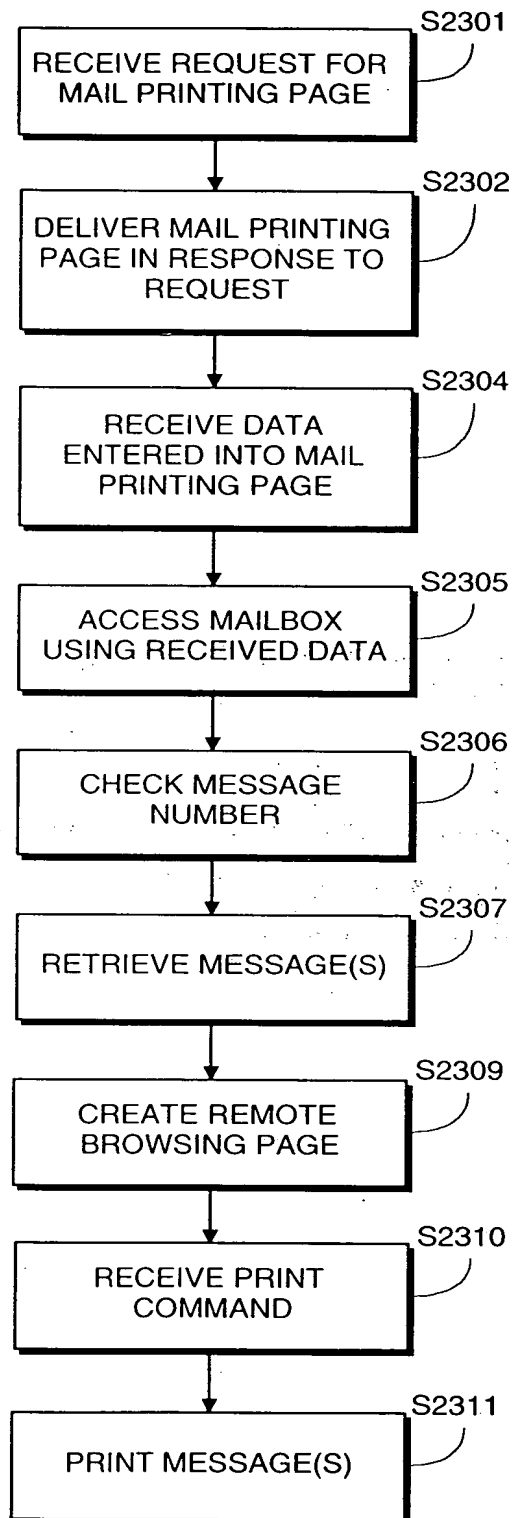 S2301
RECEIVE REQUEST FOR
MAIL PRINTING PAGE
S2302
DELIVER MAIL PRINTING
PAGE IN RESPONSE TO
REQUEST
S2304
RECEIVE DATA
ENTERED INTO MAIL
PRINTING PAGE
S2305
ACCESS MAILBOX
USING RECEIVED DATA
S2306
CHECK MESSAGE
NUMBER
S2307
RETRIEVE MESSAGE(S)
S2309
CREATE REMOTE
BROWSING PAGE
S2310
RECEIVE PRINT
COMMAND
S2311
PRINT MESSAGE(S)